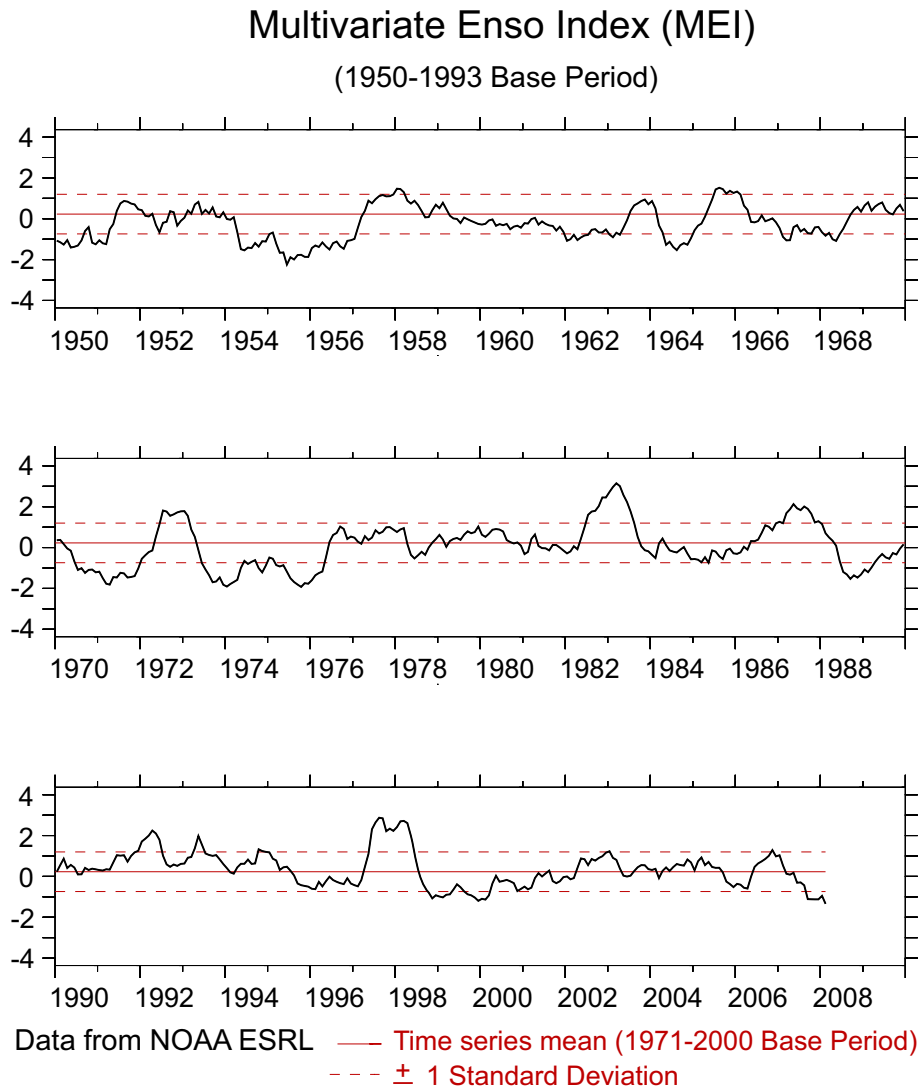 Multivariate Enso Index (MEI)
(1950-1993 Base Period)
4
2
0
-2
-4
1950 1952 1954 1956 1958 1960 1962 1964 1966 1968
4
2
0
-2
-4
1970 1972 1974 1976 1978 1980 1982 1984 1986 1988
4
2
0
-2
-4
1990 1992 1994 1996 1998 2000 2002 2004 2006 2008
Data from NOAA ESRL Time series mean (1971-2000 Base Period)
± 1 Standard Deviation